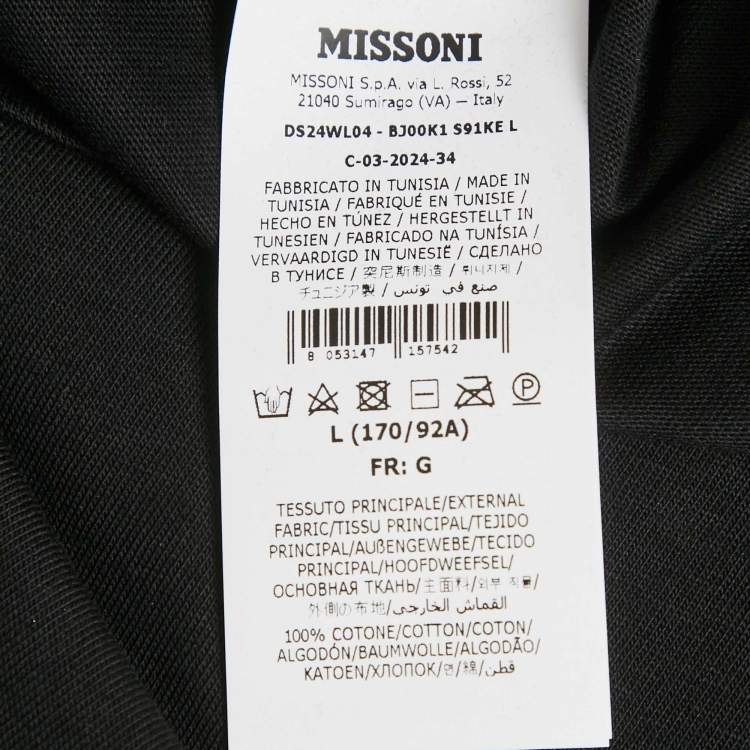 MISSONI
MISSONI S.p.A. via L. Rossi, 52
21040 Sumirago (VA) — Italy
DS24WL04 - BJ00K1 S91KE L
C-03-2024-34
FABBRICATO IN TUNISIA / MADE IN
TUNISIA / FABRIQUÉ EN TUNISIE /
HECHO EN TÚNEZ / HERGESTELLT IN
TUNESIEN / FABRICADO NA TUNÍSIA /
VERVAARDIGD IN TUNESIË / СДЕЛАНО
В ТУНИСЕ / 突尼斯制造 / 튀니지제 /
チュニジア製 / صنع في تونس
8 053147 157542
P
L (170/92A)
FR: G
TESSUTO PRINCIPALE/EXTERNAL
FABRIC/TISSU PRINCIPAL/TEJIDO
PRINCIPAL/AUßENGEWEBE/TECIDO
PRINCIPAL/HOOFDWEEFSEL/
ОСНОВНАЯ ТКАНЬ/主面料/외부 직물/
外側の布地/القماش الخارجي/
100% COTONE/COTTON/COTON/
ALGODÓN/BAUMWOLLE/ALGODÃO/
KATOEN/ХЛОПОК/棉/면/綿/قطن